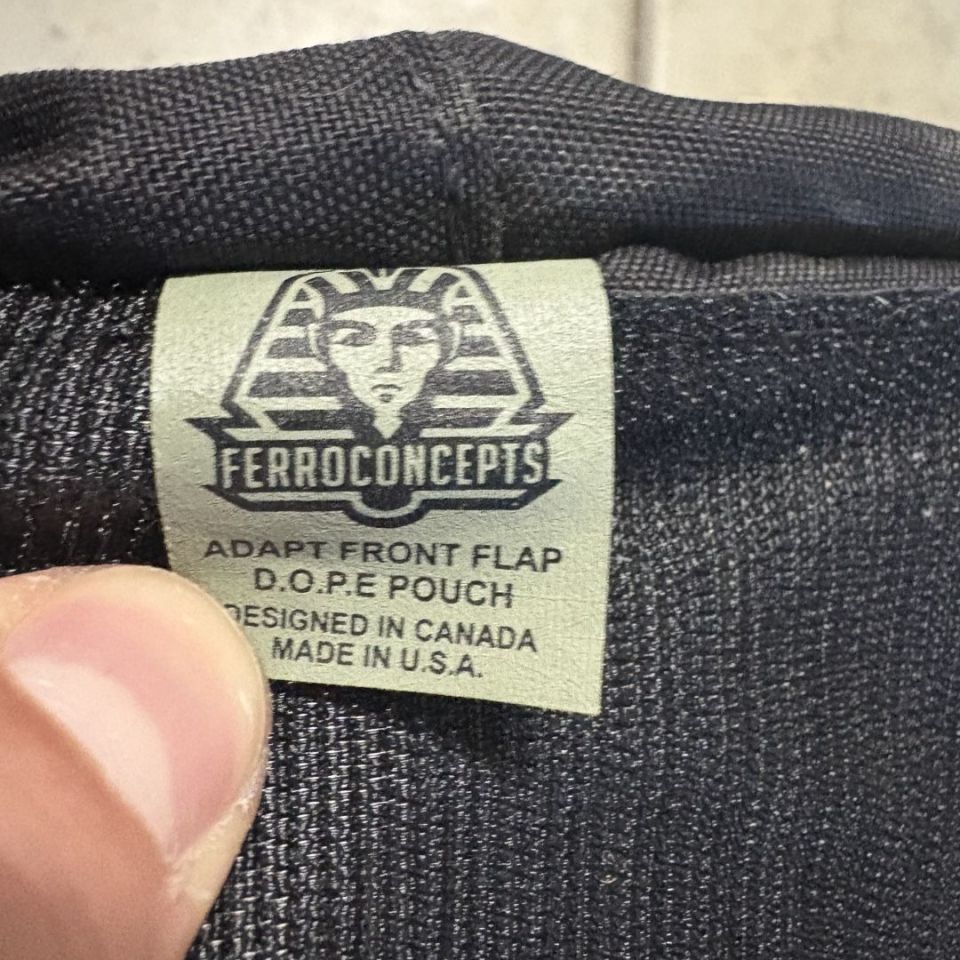 FERROCONCEPTS
ADAPT FRONT FLAP
D.O.P.E POUCH
DESIGNED IN CANADA
MADE IN U.S.A.